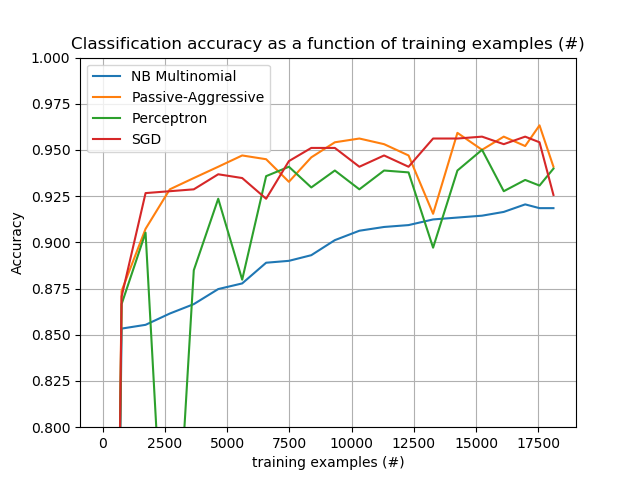 Classification accuracy as a function of training examples (#)
NB Multinomial
Passive-Aggressive
Perceptron
SGD
1.000
0.975
0.950
0.925
0.900
0.875
0.850
0.825
0.800
Accuracy
0 2500 5000 7500 10000 12500 15000 17500
training examples (#)